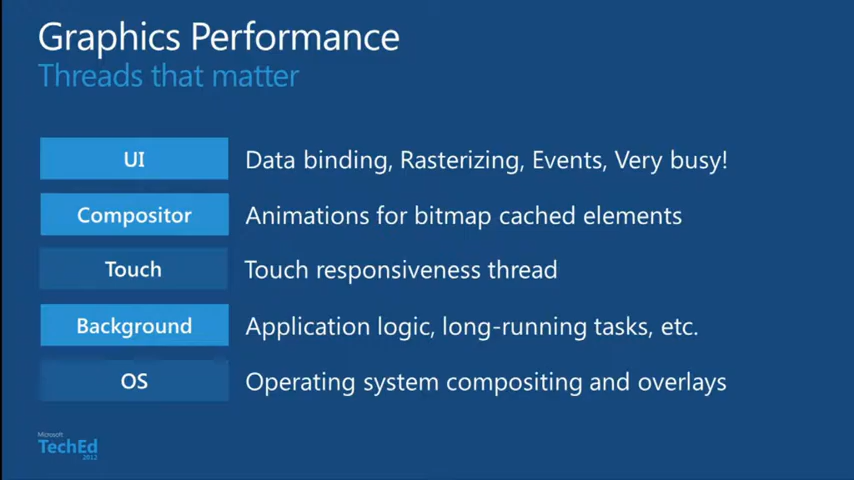 Graphics Performance
Threads that matter
UI Data binding, Rasterizing, Events, Very busy!
Compositor Animations for bitmap cached elements
Touch Touch responsiveness thread
Background Application logic, long-running tasks, etc.
OS Operating system compositing and overlays
Microsoft
TechEd
2012